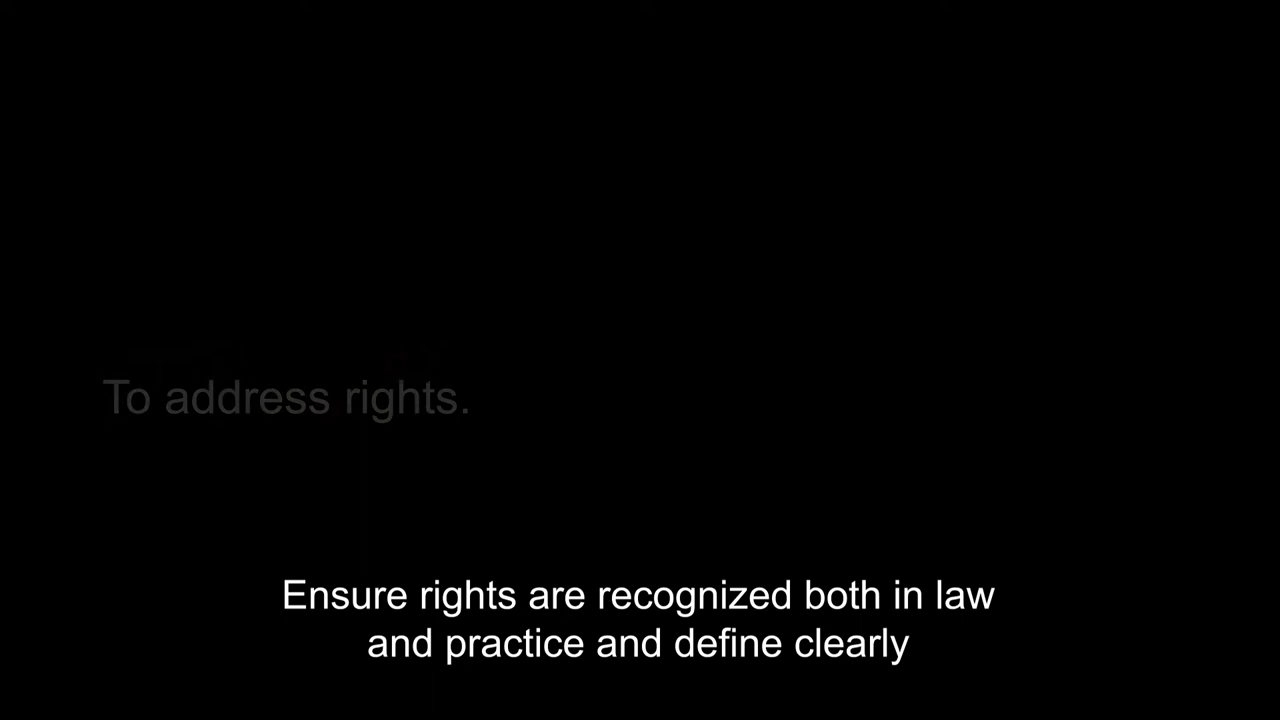 To address rights.
Ensure rights are recognized both in law
and practice and define clearly